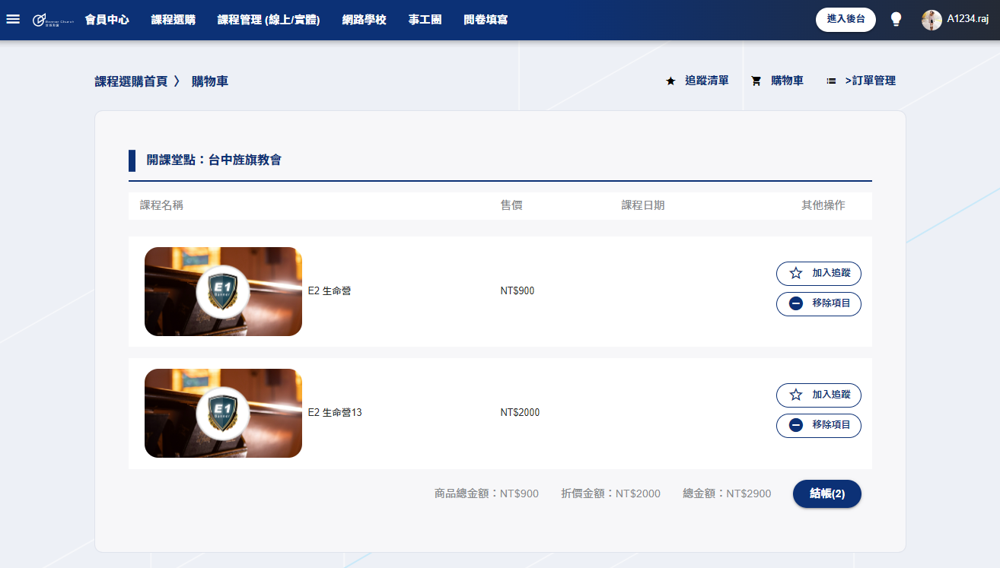 Banner Church
會員中心 課程選購 課程管理 (線上/實體) 網路學校 事工團 問卷填寫 進入後台 A1234.raj
課程選購首頁 〉 購物車 追蹤清單 購物車 >訂單管理
開課堂點：台中旌旗教會
課程名稱 售價 課程日期 其他操作
E1
Banner
E2 生命營 NT$900
加入追蹤
移除項目
E1
Banner
E2 生命營13 NT$2000
加入追蹤
移除項目
商品總金額：NT$900 折價金額：NT$2000 總金額：NT$2900 結帳(2)